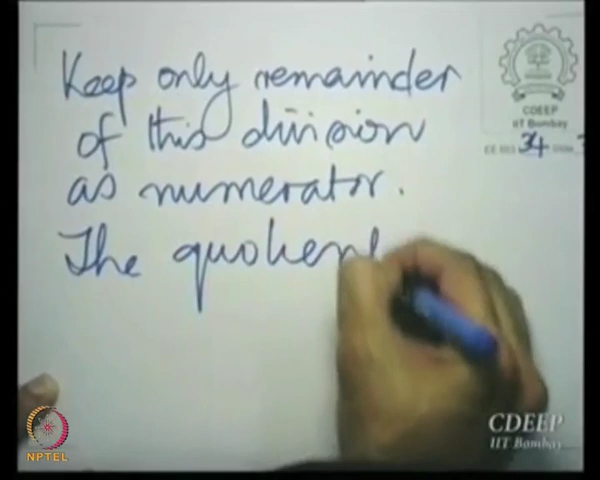 Keep only remainder
of this division
as numerator.
The quotient
CDEEP
IIT Bombay
34
CDEEP
IIT Bombay
NPTEL